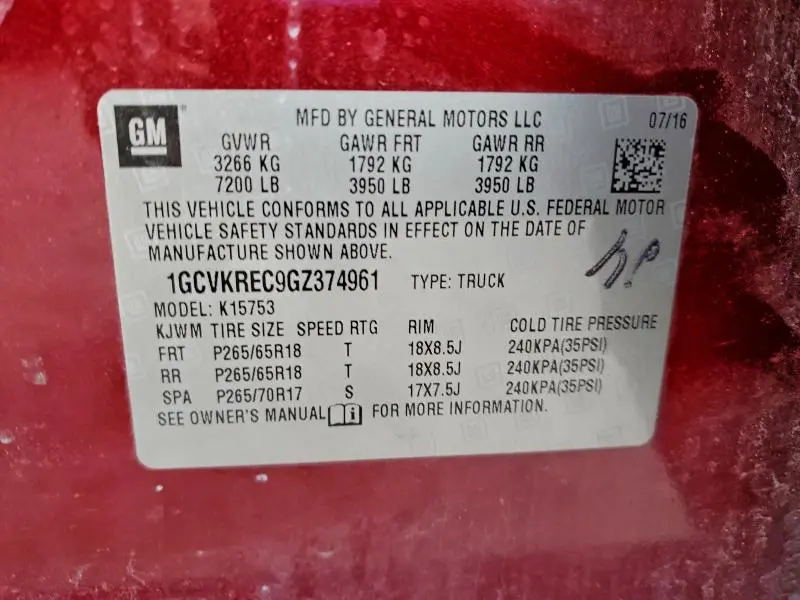 GM® MFD BY GENERAL MOTORS LLC 07/16
GVWR GAWR FRT GAWR RR
3266 KG 1792 KG 1792 KG
7200 LB 3950 LB 3950 LB
THIS VEHICLE CONFORMS TO ALL APPLICABLE U.S. FEDERAL MOTOR
VEHICLE SAFETY STANDARDS IN EFFECT ON THE DATE OF
MANUFACTURE SHOWN ABOVE.
1GCVKREC9GZ374961 TYPE: TRUCK
MODEL: K15753
KJWM TIRE SIZE SPEED RTG RIM COLD TIRE PRESSURE
FRT P265/65R18 T 18X8.5J 240KPA(35PSI)
RR P265/65R18 T 18X8.5J 240KPA(35PSI)
SPA P265/70R17 S 17X7.5J 240KPA(35PSI)
SEE OWNER'S MANUAL FOR MORE INFORMATION.